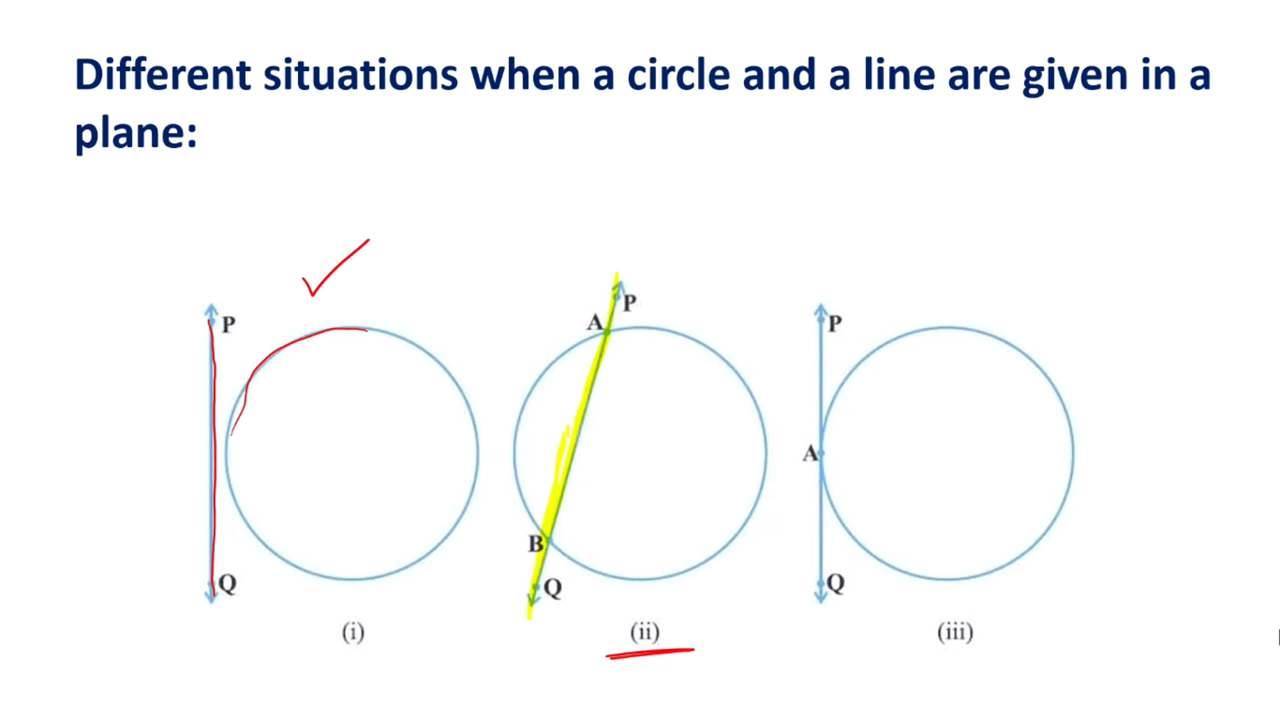 Different situations when a circle and a line are given in a
plane:
P
Q
(i)
P
A
B
Q
(ii)
P
A
Q
(iii)